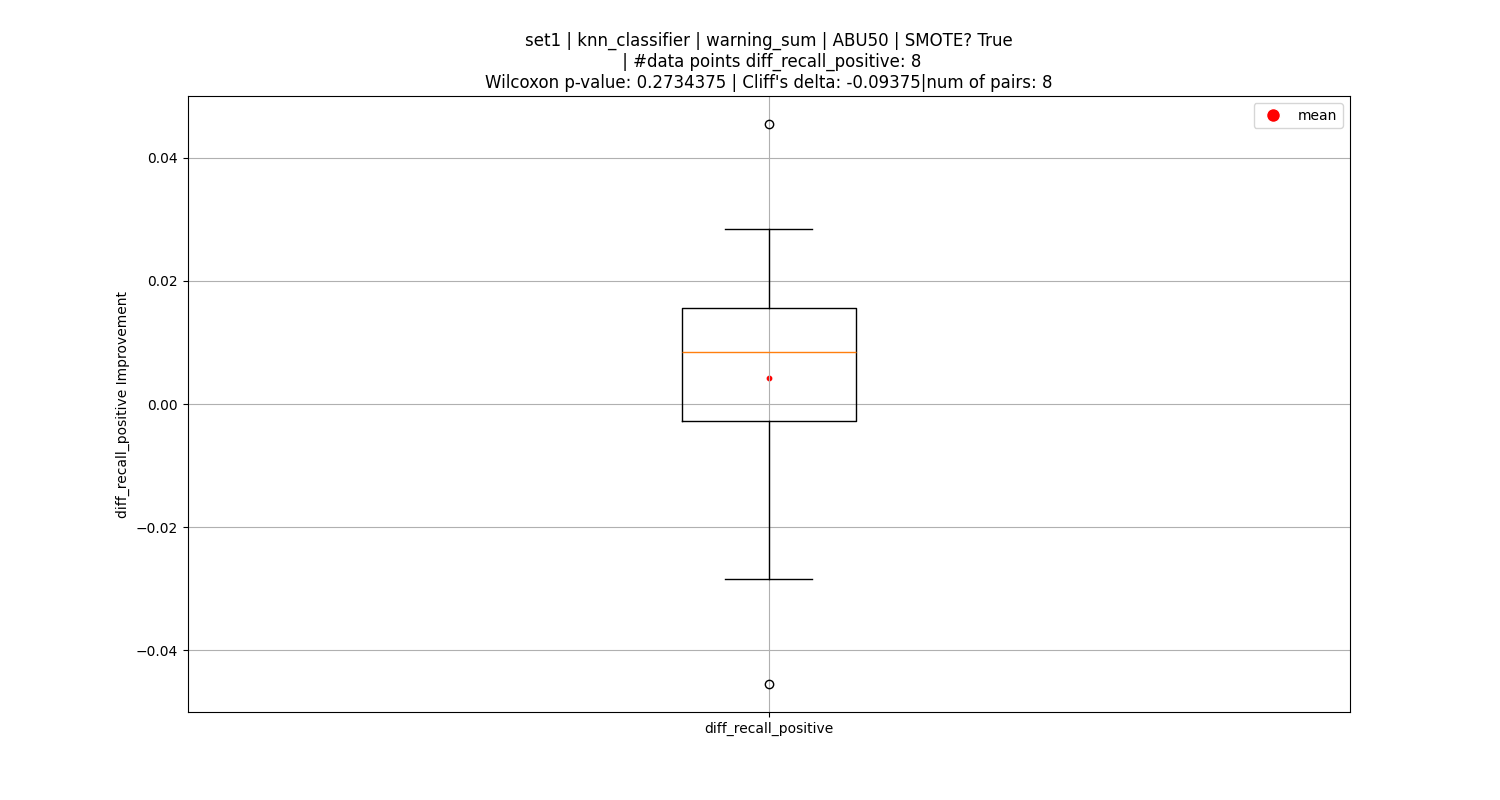 set1 | knn_classifier | warning_sum | ABU50 | SMOTE? True
| #data points diff_recall_positive: 8
Wilcoxon p-value: 0.2734375 | Cliff's delta: -0.09375|num of pairs: 8
mean
0.04
0.02
0.00
−0.02
−0.04
diff_recall_positive Improvement
diff_recall_positive